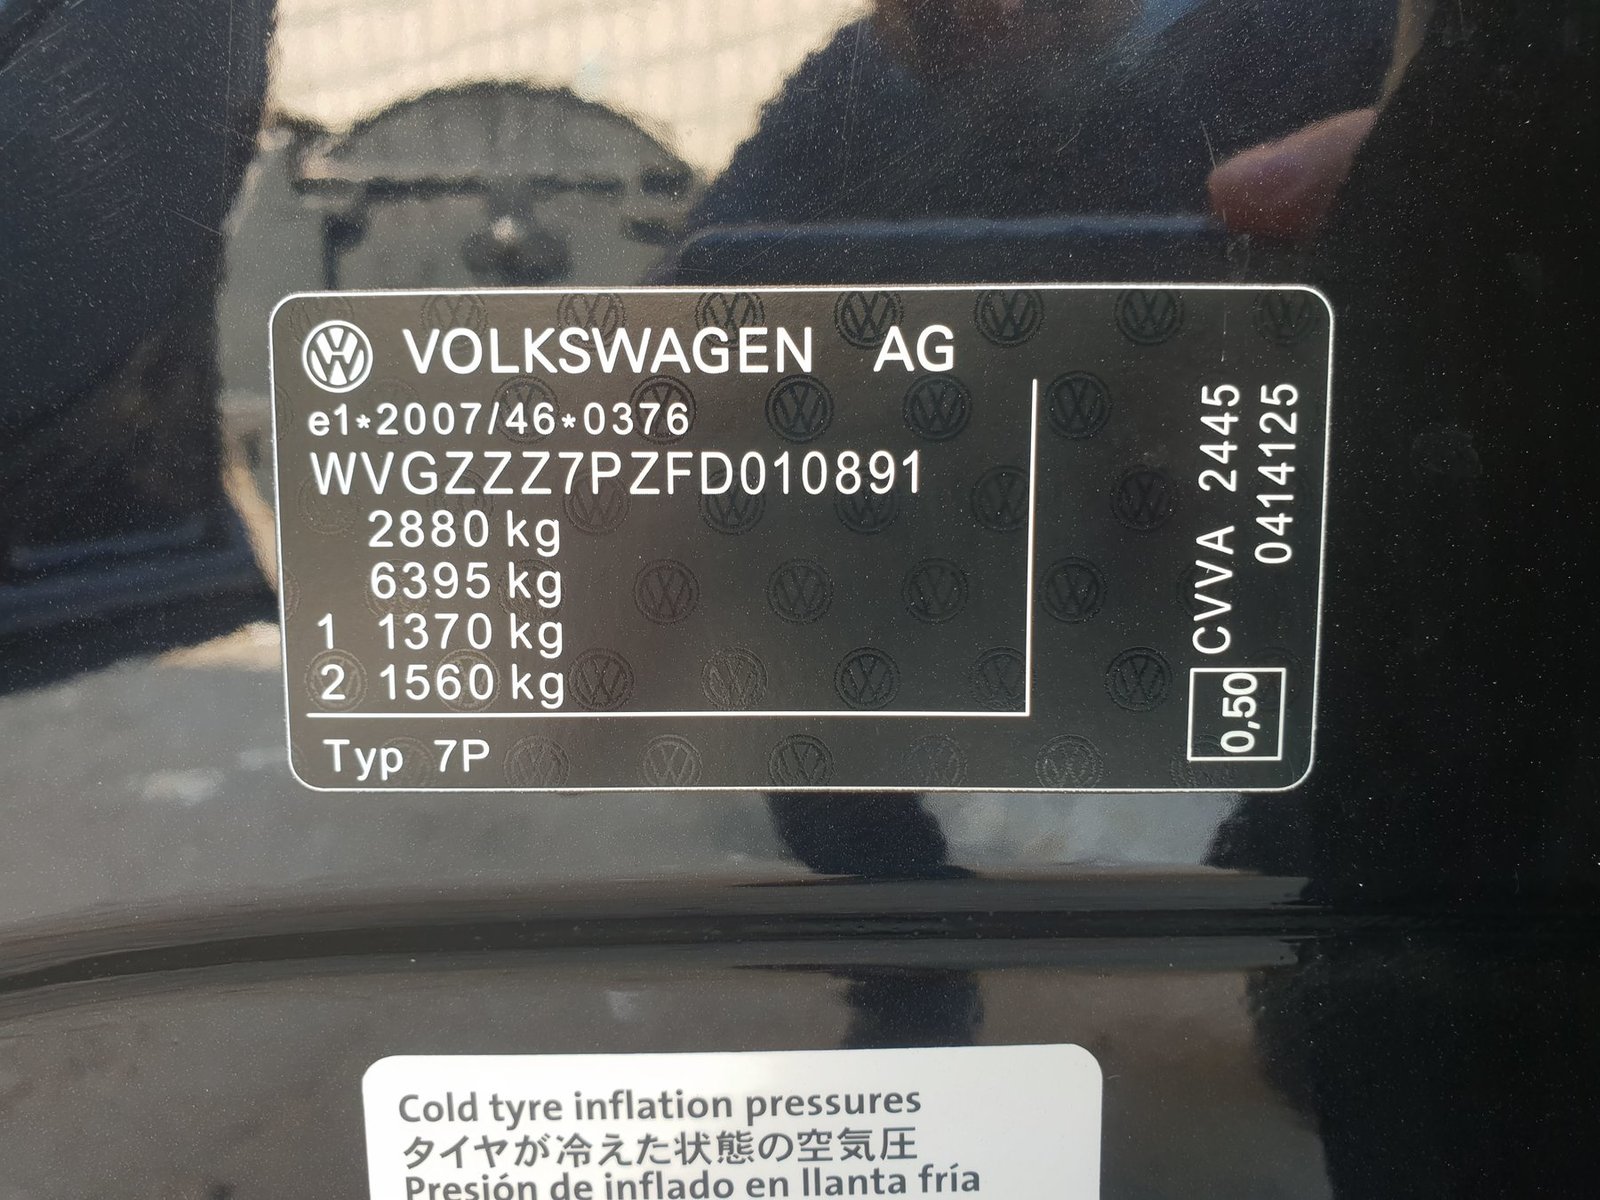 VOLKSWAGEN AG
e1*2007/46*0376
WVGZZZ7PZFD010891
2880 kg
6395 kg
1 1370 kg
2 1560 kg
Typ 7P
0,50 CVVA 2445
0414125
Cold tyre inflation pressures
タイヤが冷えた状態の空気圧
Presión de inflado en llanta fría